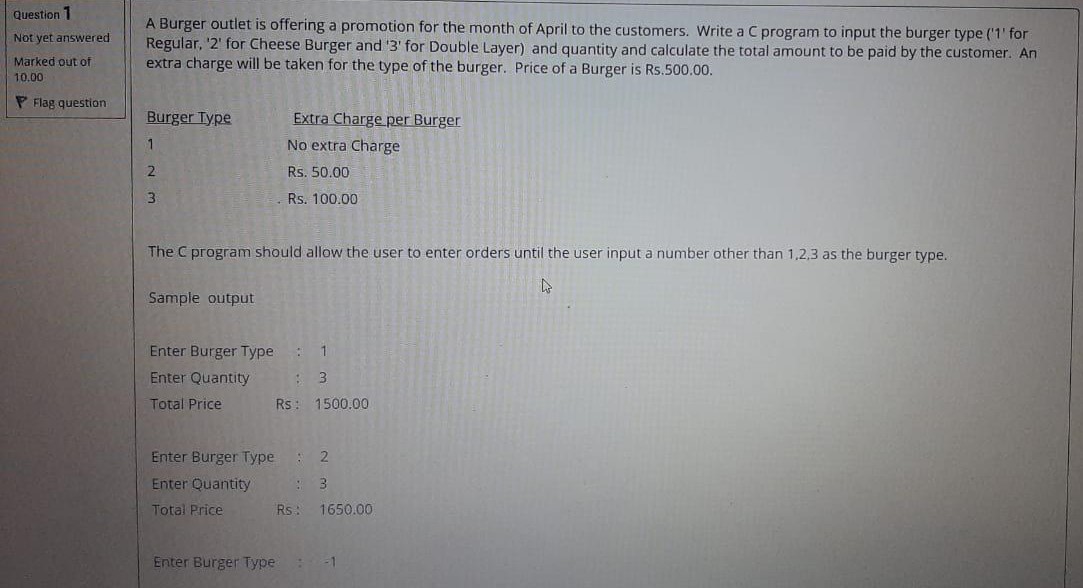 Question 1
Not yet answered
Marked out of
10.00
Flag question
A Burger outlet is offering a promotion for the month of April to the customers. Write a C program to input the burger type ('1' for
Regular, '2' for Cheese Burger and '3' for Double Layer) and quantity and calculate the total amount to be paid by the customer. An
extra charge will be taken for the type of the burger. Price of a Burger is Rs.500.00.
Burger Type Extra Charge per Burger
1 No extra Charge
2 Rs. 50.00
3 Rs. 100.00
The C program should allow the user to enter orders until the user input a number other than 1,2,3 as the burger type.
Sample output
Enter Burger Type : 1
Enter Quantity : 3
Total Price Rs : 1500.00
Enter Burger Type : 2
Enter Quantity : 3
Total Price Rs : 1650.00
Enter Burger Type : -1